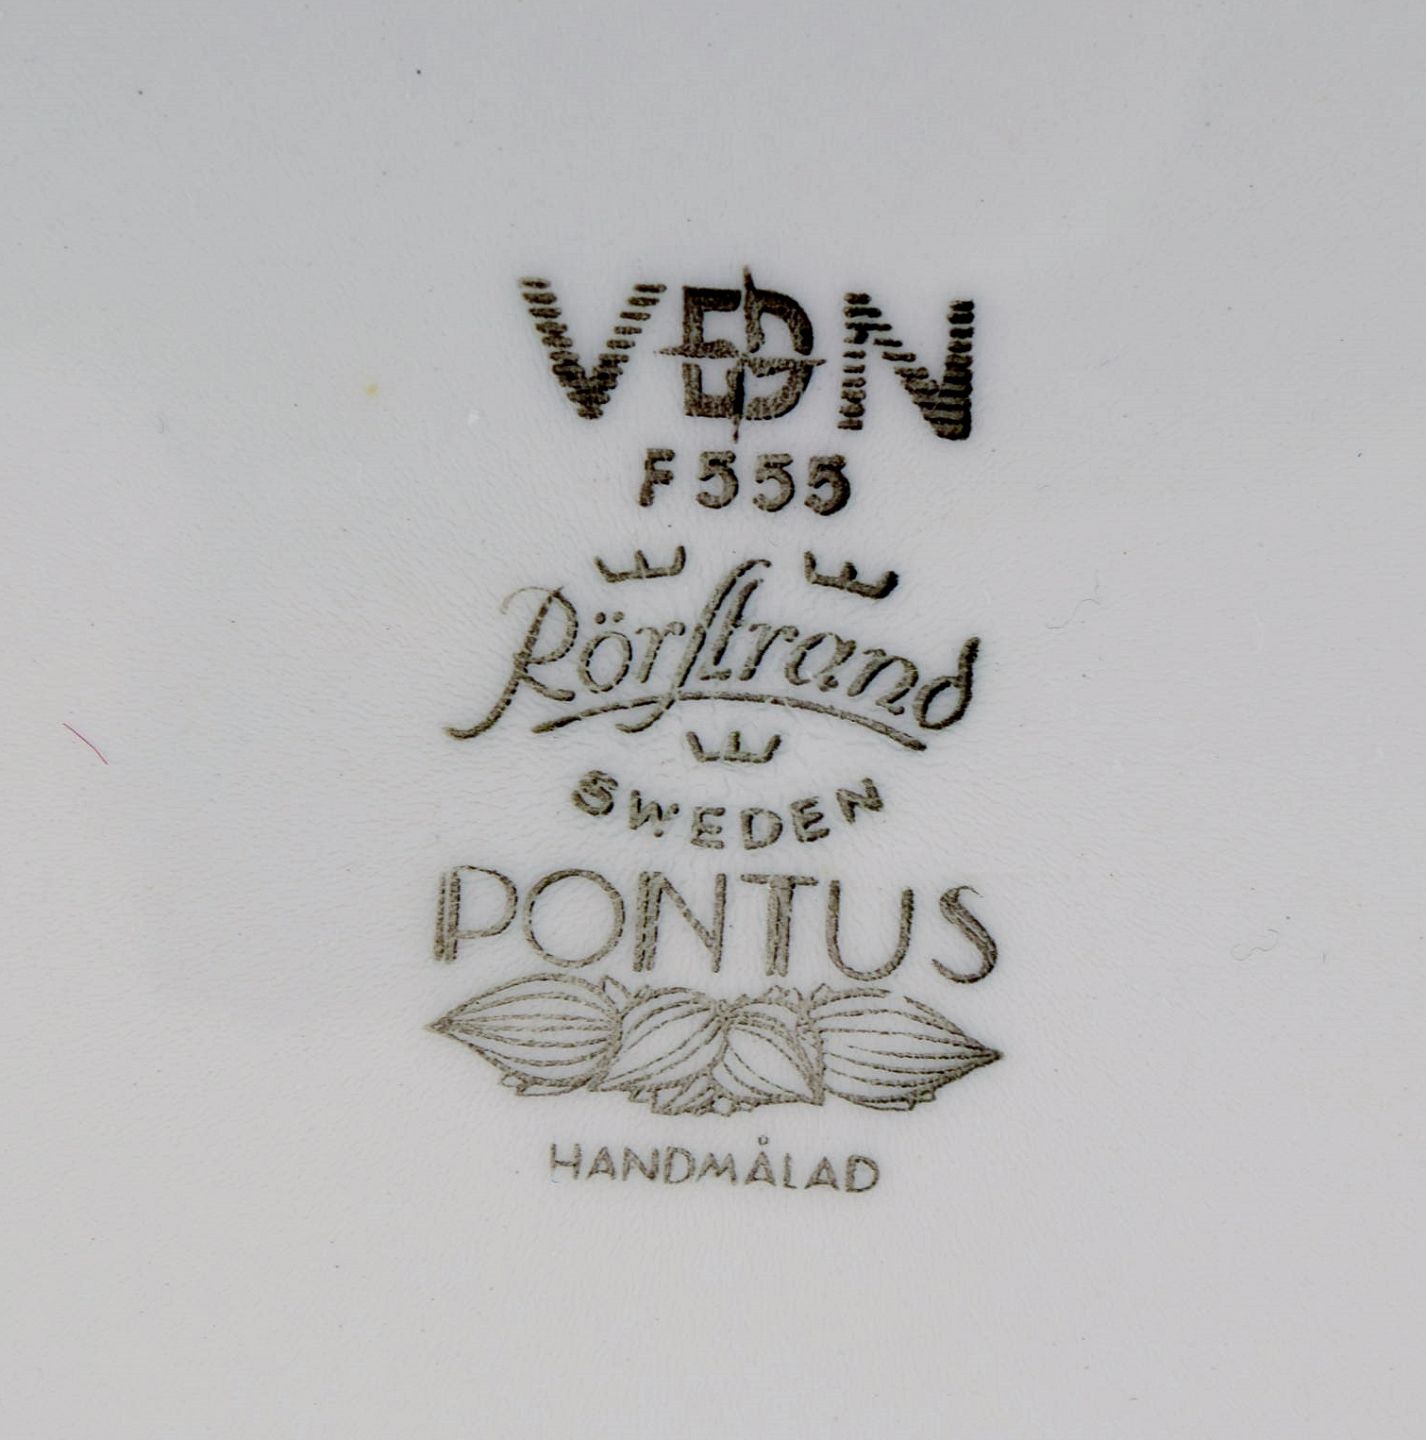 VDN
F555
Rörstrand
SWEDEN
PONTUS
HANDMÅLAD